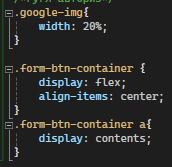 .google-img{
width: 20%;
}
.form-btn-container {
display: flex;
align-items: center;
}
.form-btn-container a{
display: contents;
}